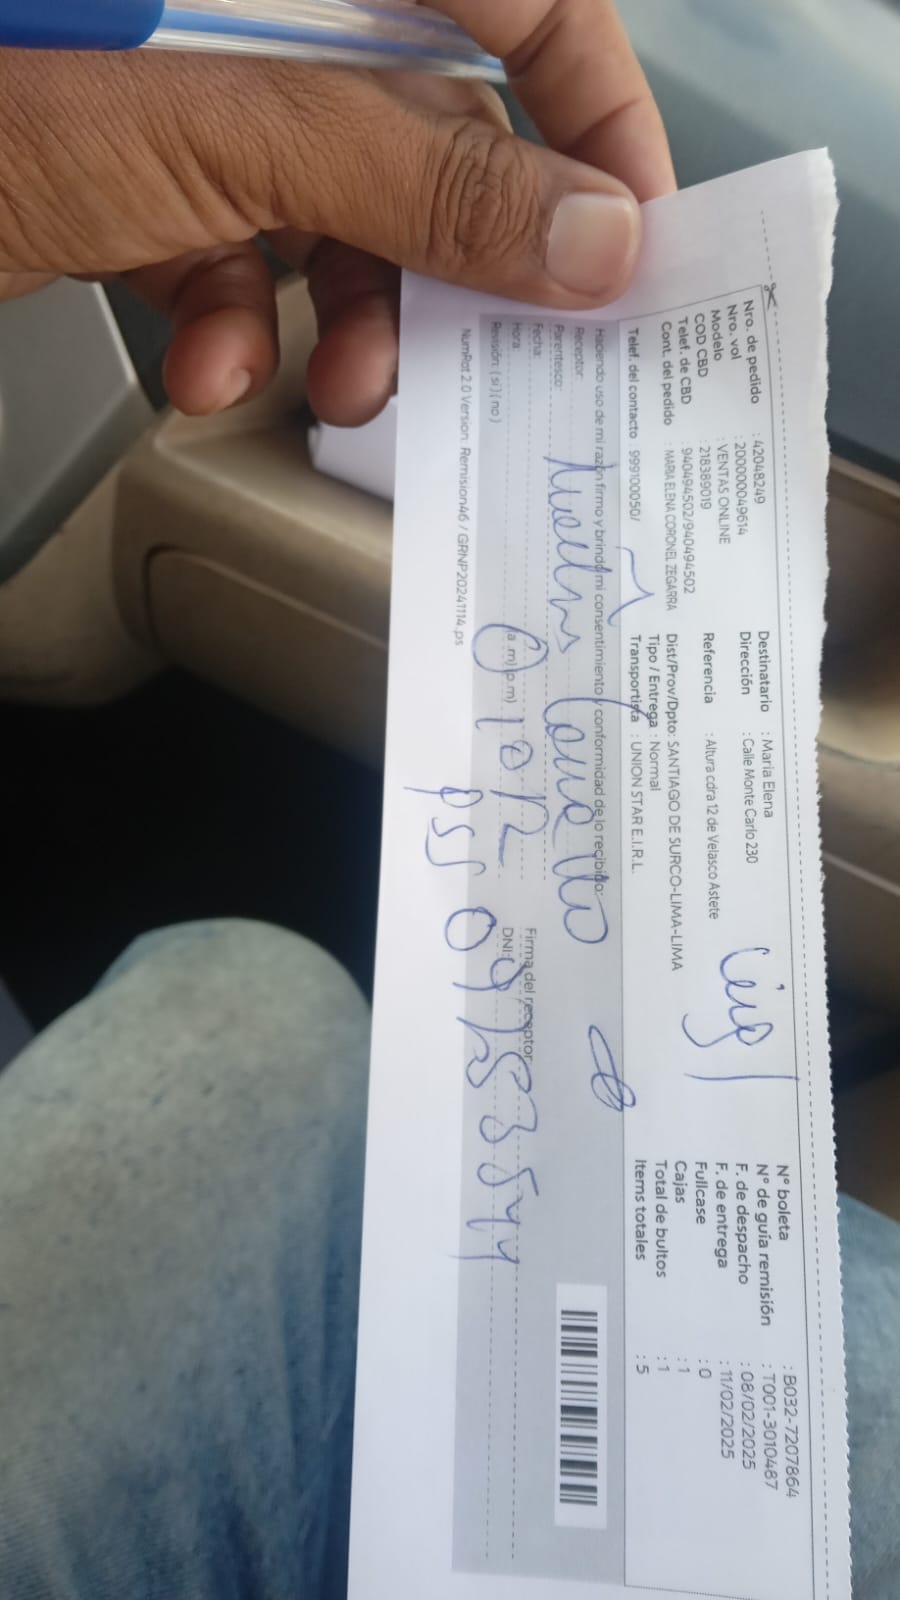 Nro. de pedido : 42048249
Nro. vol : 200000049614
Modelo : VENTAS ONLINE
COD CBD : 218389019
Telef. de CBD : 940494502/940494502
Cont. del pedido : MARIA ELENA CORONEL ZEGARRA
Telef. del contacto : 999100050/
Destinatario : Maria Elena
Dirección : Calle Monte Carlo 230
Referencia : Altura cdra 12 de Velasco Astete
Dist/Prov/Dpto: SANTIAGO DE SURCO-LIMA-LIMA
Tipo / Entrega : Normal
Transportista : UNION STAR E.I.R.L.
N° boleta : B032-7207864
N° de guía remisión : T001-3010487
F. de despacho : 08/02/2025
F. de entrega : 11/02/2025
Fullcase : 0
Cajas : 1
Total de bultos : 1
Items totales : 5
Haciendo uso de mi razón firmo y brindo mi consentimiento y conformidad de lo recibido:
Receptor:
Parentesco:
Fecha:
Hora: (a.m) (p.m)
Revisión: ( si ) ( no )
Firma del receptor
DNI:
NumRot 2.0 Version: Remision46 / GRNP20241114.ps